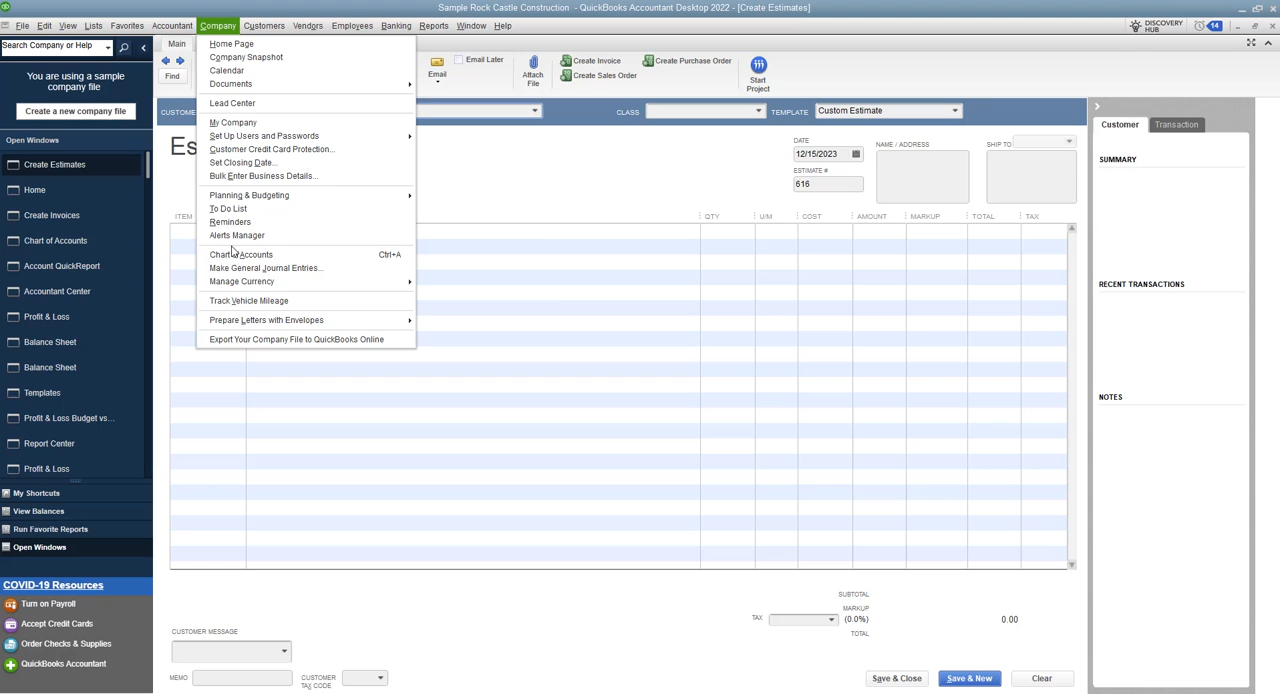 Sample Rock Castle Construction - QuickBooks Accountant Desktop 2022 - [Create Estimates]
File Edit View Lists Favorites Accountant Company Customers Vendors Employees Banking Reports Window Help
DISCOVERY HUB 14
Search Company or Help
You are using a sample company file
Create a new company file
Open Windows
Create Estimates
Home
Create Invoices
Chart of Accounts
Account QuickReport
Accountant Center
Profit & Loss
Balance Sheet
Balance Sheet
Templates
Profit & Loss Budget vs...
Report Center
Profit & Loss
My Shortcuts
View Balances
Run Favorite Reports
Open Windows
COVID-19 Resources
Turn on Payroll
Accept Credit Cards
Order Checks & Supplies
QuickBooks Accountant
Main
Find
Home Page
Company Snapshot
Calendar
Documents
Lead Center
My Company
Set Up Users and Passwords
Customer Credit Card Protection...
Set Closing Date...
Bulk Enter Business Details...
Planning & Budgeting
To Do List
Reminders
Alerts Manager
Chart of Accounts Ctrl+A
Make General Journal Entries...
Manage Currency
Track Vehicle Mileage
Prepare Letters with Envelopes
Export Your Company File to QuickBooks Online
Email
Email Later
Attach File
Create Invoice
Create Sales Order
Create Purchase Order
Start Project
CUSTOME
CLASS
TEMPLATE Custom Estimate
Es
DATE
12/15/2023
ESTIMATE #
616
NAME / ADDRESS
SHIP TO
ITEM QTY U/M COST AMOUNT MARKUP TOTAL TAX
SUBTOTAL
MARKUP
TAX (0.0%) 0.00
TOTAL
CUSTOMER MESSAGE
MEMO
CUSTOMER TAX CODE
Save & Close
Save & New
Clear
Customer Transaction
SUMMARY
RECENT TRANSACTIONS
NOTES